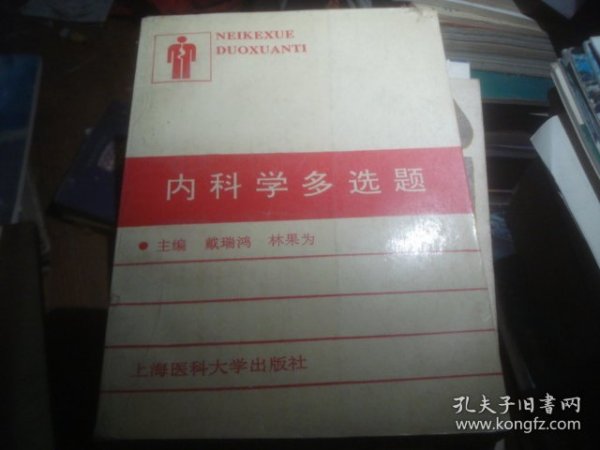 NEIKEXUE
DUOXUANTI
内科学多选题
●主编 戴瑞鸿 林果为
上海医科大学出版社
孔夫子旧书网
www.kongfz.com